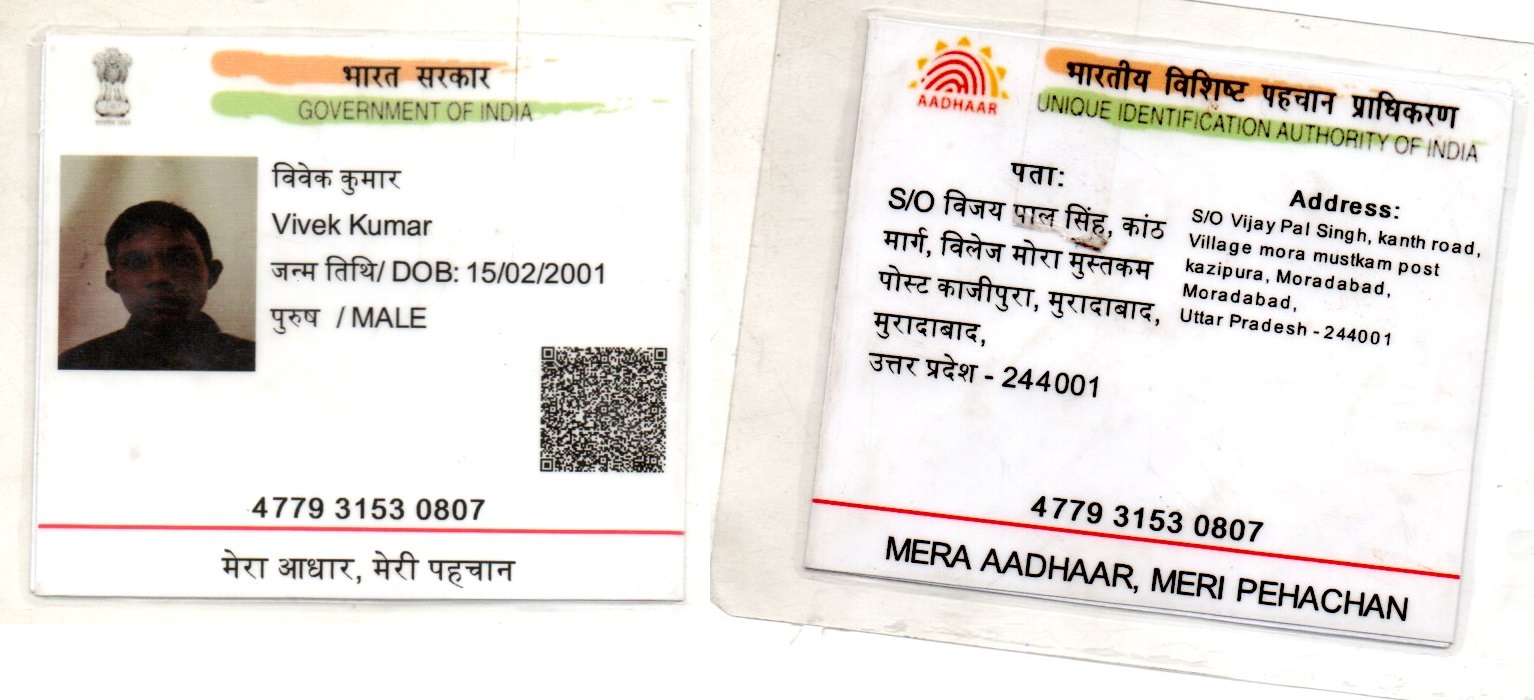 भारत सरकार
GOVERNMENT OF INDIA
विवेक कुमार
Vivek Kumar
जन्म तिथि/ DOB: 15/02/2001
पुरुष / MALE
4779 3153 0807
मेरा आधार, मेरी पहचान
AADHAAR
भारतीय विशिष्ट पहचान प्राधिकरण
UNIQUE IDENTIFICATION AUTHORITY OF INDIA
पता:
S/O विजय पाल सिंह, कांठ
मार्ग, विलेज मोरा मुस्तकम
पोस्ट काजीपुरा, मुरादाबाद,
मुरादाबाद,
उत्तर प्रदेश - 244001
Address:
S/O Vijay Pal Singh, kanth road,
Village mora mustkam post
kazipura, Moradabad,
Moradabad,
Uttar Pradesh - 244001
4779 3153 0807
MERA AADHAAR, MERI PEHACHAN